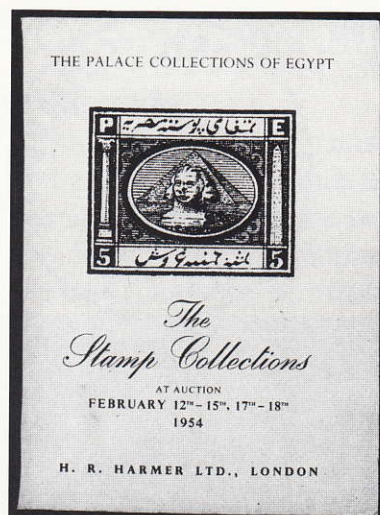 THE PALACE COLLECTIONS OF EGYPT
P E
5 5
The
Stamp Collections
AT AUCTION
FEBRUARY 12TH – 15TH, 17TH – 18TH
1954
H. R. HARMER LTD., LONDON